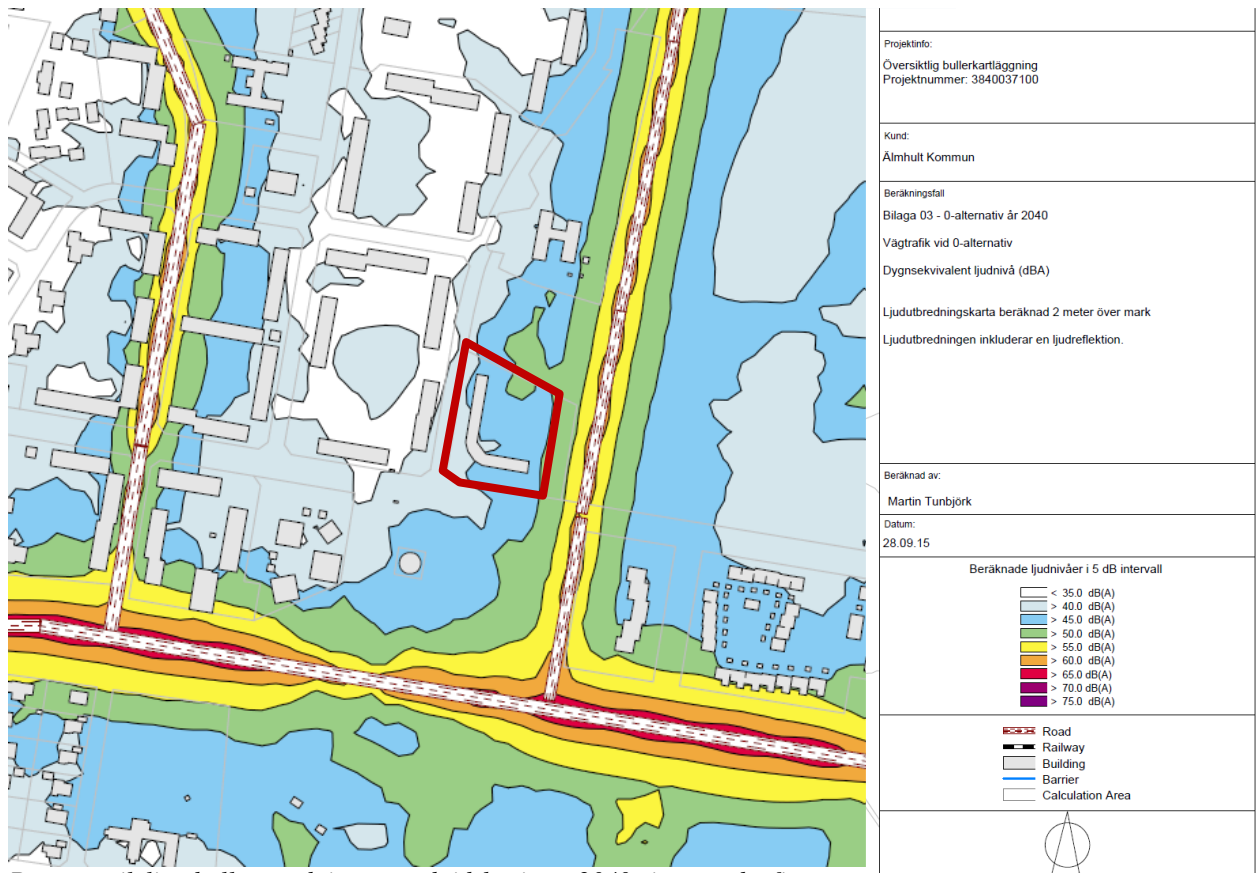 Projektinfo:
Översiktlig bullerkartläggning
Projektnummer: 3840037100
Kund:
Älmhult Kommun
Beräkningsfall
Bilaga 03 - 0-alternativ år 2040
Vägtrafik vid 0-alternativ
Dygnsekvivalent ljudnivå (dBA)
Ljudutbredningskarta beräknad 2 meter över mark
Ljudutbredningen inkluderar en ljudreflektion.
Beräknad av:
Martin Tunbjörk
Datum:
28.09.15
Beräknade ljudnivåer i 5 dB intervall
< 35.0 dB(A)
> 40.0 dB(A)
> 45.0 dB(A)
> 50.0 dB(A)
> 55.0 dB(A)
> 60.0 dB(A)
> 65.0 dB(A)
> 70.0 dB(A)
> 75.0 dB(A)
Road
Railway
Building
Barrier
Calculation Area